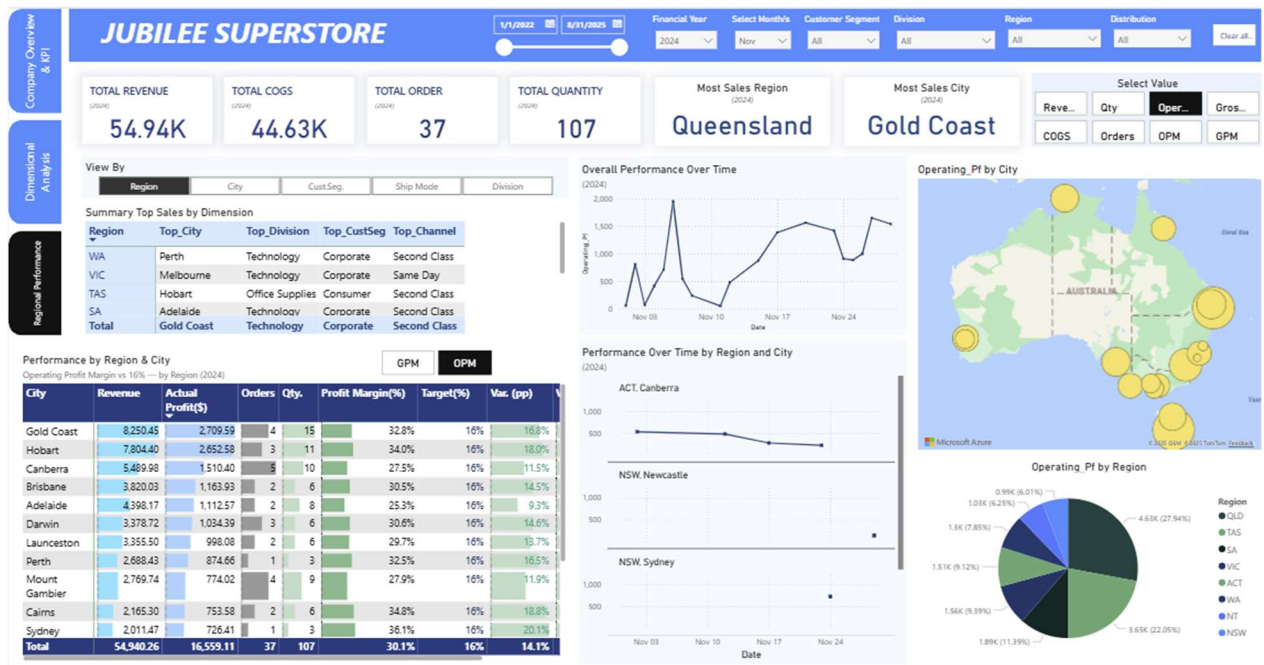 Company Overview & KPI
Dimensional Analysis
Regional Performance
JUBILEE SUPERSTORE
1/1/2022 8/31/2025
Financial Year Select Month/s Customer Segment Division Region Distribution
2024 Nov All All All All Clear all..
TOTAL REVENUE TOTAL COGS TOTAL ORDER TOTAL QUANTITY Most Sales Region Most Sales City
(2024) (2024) (2024) (2024) (2024) (2024)
54.94K 44.63K 37 107 Queensland Gold Coast
Select Value
Reve... Qty Oper... Gros...
COGS Orders OPM GPM
View By
Region City Cust.Seg. Ship Mode Division
Summary Top Sales by Dimension
Region Top_City Top_Division Top_CustSeg Top_Channel
WA Perth Technology Corporate Second Class
VIC Melbourne Technology Corporate Same Day
TAS Hobart Office Supplies Consumer Second Class
SA Adelaide Technology Corporate Second Class
Total Gold Coast Technology Corporate Second Class
Performance by Region & City
GPM OPM
Operating Profit Margin vs 16% — by Region (2024)
City Revenue Actual Profit($) Orders Qty. Profit Margin(%) Target(%) Var. (pp) V
Gold Coast 8,250.45 2,709.59 4 15 32.8% 16% 16.8%
Hobart 7,804.40 2,652.58 3 11 34.0% 16% 18.0%
Canberra 5,489.98 1,510.40 5 10 27.5% 16% 11.5%
Brisbane 3,820.03 1,163.93 2 6 30.5% 16% 14.5%
Adelaide 4,398.17 1,112.57 2 8 25.3% 16% 9.3%
Darwin 3,378.72 1,034.39 3 6 30.6% 16% 14.6%
Launceston 3,355.50 998.08 2 6 29.7% 16% 13.7%
Perth 2,688.43 874.66 1 3 32.5% 16% 16.5%
Mount Gambier 2,769.74 774.02 4 9 27.9% 16% 11.9%
Cairns 2,165.30 753.58 2 6 34.8% 16% 18.8%
Sydney 2,011.47 726.41 1 3 36.1% 16% 20.1%
Total 54,940.26 16,559.11 37 107 30.1% 16% 14.1%
Overall Performance Over Time
(2024)
2,000
1,500
1,000
500
0
Operating_Pf
Nov 03 Nov 10 Nov 17 Nov 24
Date
Performance Over Time by Region and City
(2024)
ACT, Canberra
1,000
500
NSW, Newcastle
1,000
500
NSW, Sydney
1,000
500
Nov 03 Nov 10 Nov 17 Nov 24
Date
Operating_Pf by City
Coral Sea
AUSTRALIA
Microsoft Azure
© 2025 OSM © 2025 TomTom Feedback
Operating_Pf by Region
0.99K (6.01%)
1.03K (6.25%)
1.3K (7.85%)
1.51K (9.12%)
1.56K (9.39%)
1.89K (11.39%)
3.65K (22.05%)
4.63K (27.94%)
Region
QLD
TAS
SA
VIC
ACT
WA
NT
NSW